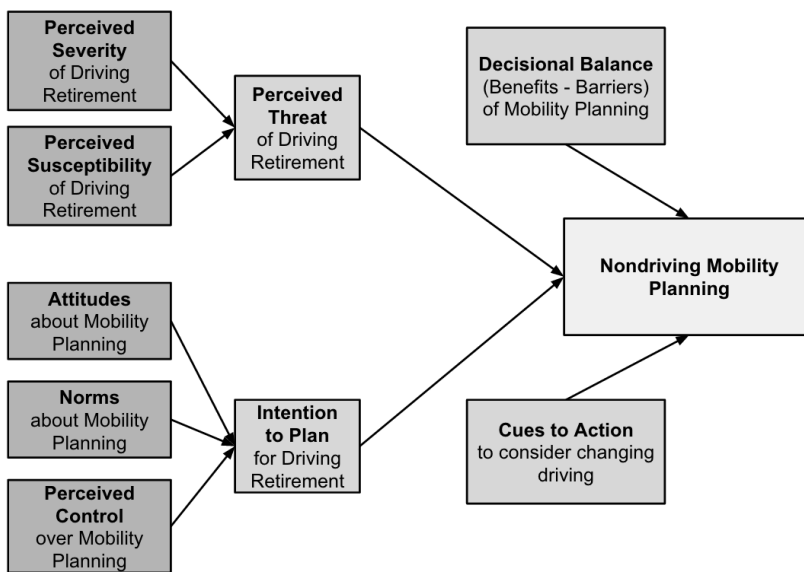 Perceived
Severity
of Driving
Retirement
Perceived
Susceptibility
of Driving
Retirement
Perceived
Threat
of Driving
Retirement
Decisional Balance
(Benefits - Barriers)
of Mobility Planning
Nondriving Mobility
Planning
Attitudes
about Mobility
Planning
Norms
about Mobility
Planning
Perceived
Control
over Mobility
Planning
Intention
to Plan
for Driving
Retirement
Cues to Action
to consider changing
driving